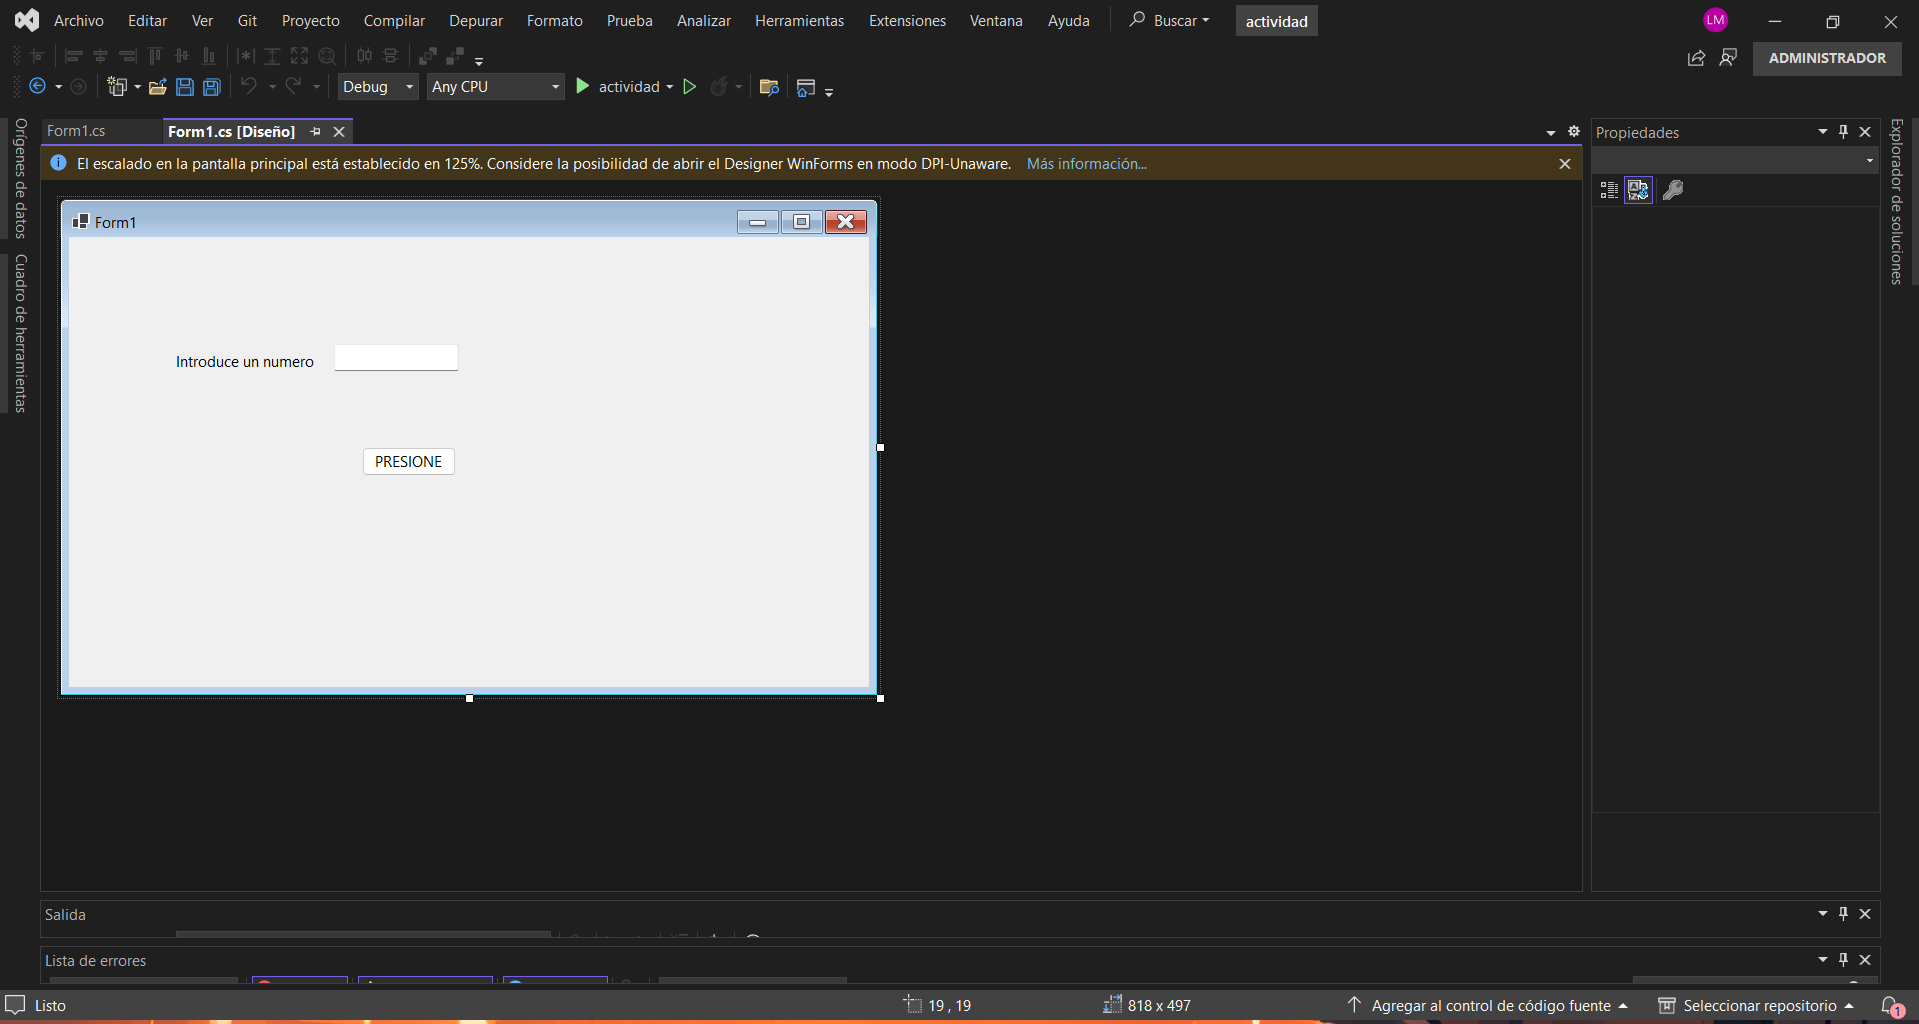 Archivo Editar Ver Git Proyecto Compilar Depurar Formato Prueba Analizar Herramientas Extensiones Ventana Ayuda Buscar actividad LM
ADMINISTRADOR
Debug Any CPU actividad
Form1.cs Form1.cs [Diseño]
El escalado en la pantalla principal está establecido en 125%. Considere la posibilidad de abrir el Designer WinForms en modo DPI-Unaware. Más información...
Orígenes de datos
Cuadro de herramientas
Form1
Introduce un numero
PRESIONE
Propiedades
Explorador de soluciones
Salida
Lista de errores
Listo 19 , 19 818 x 497 Agregar al control de código fuente Seleccionar repositorio 1